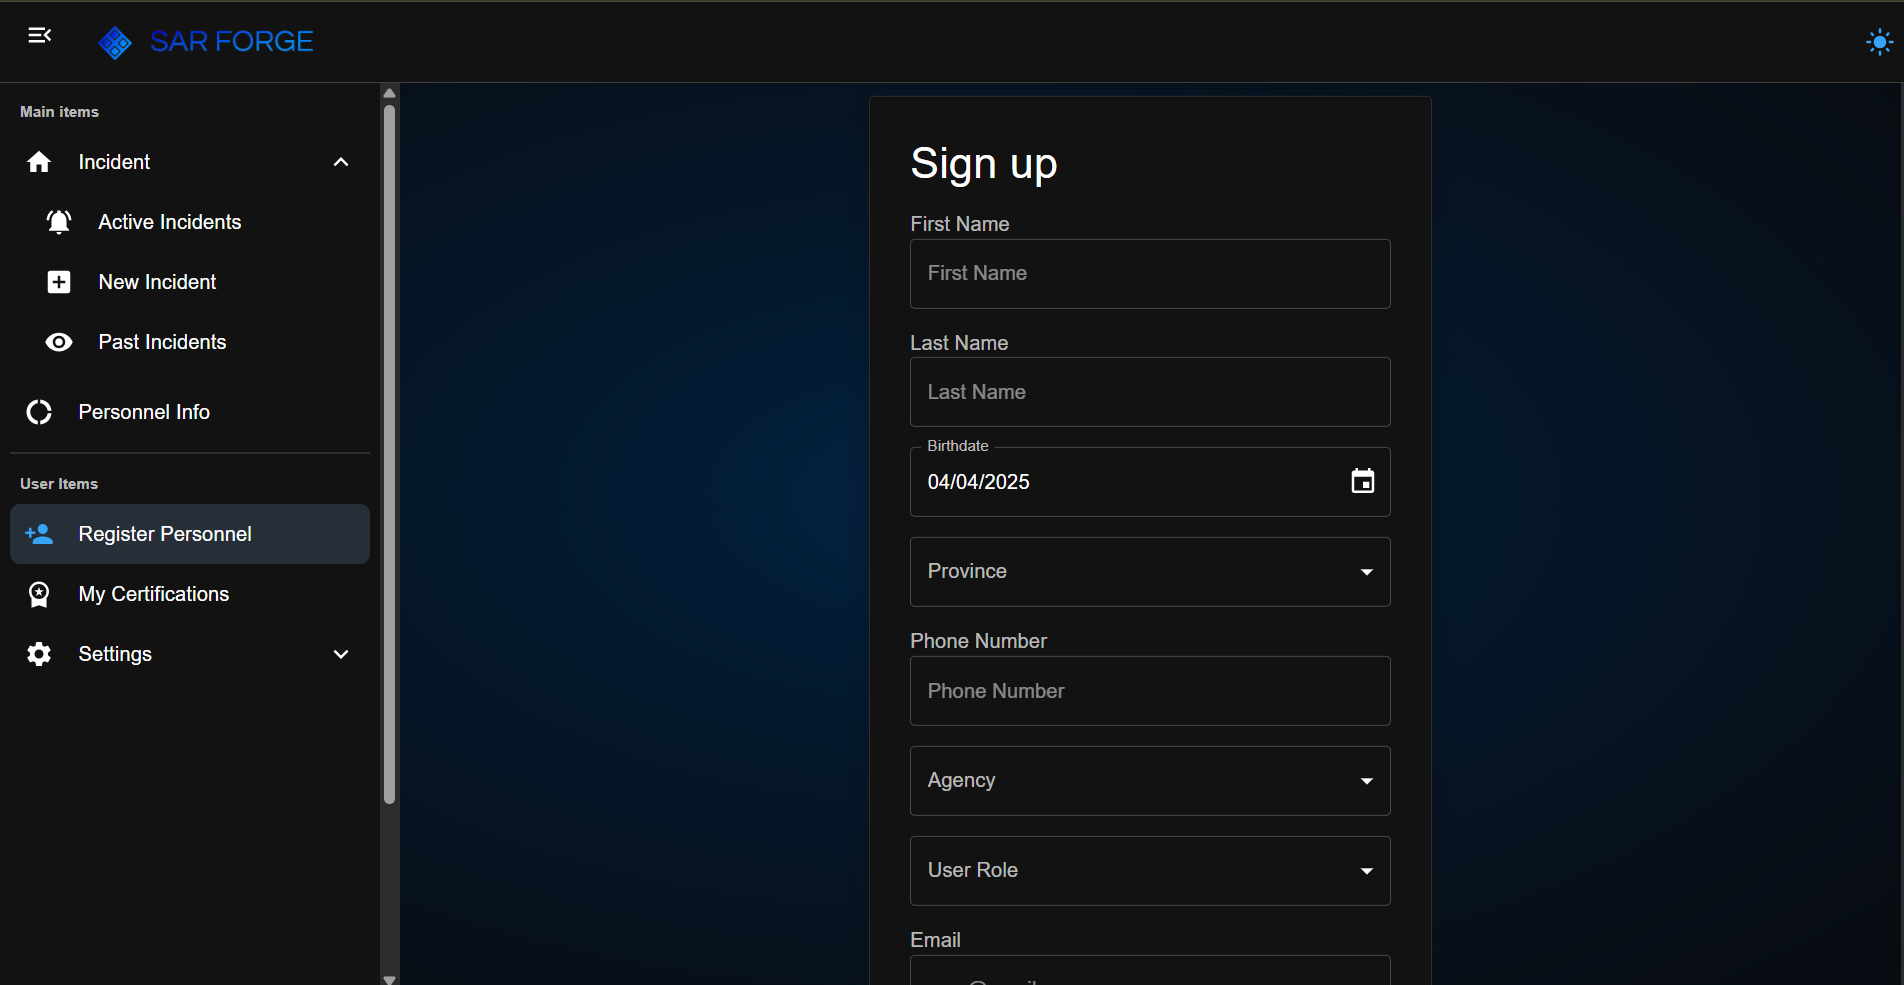 SAR FORGE
Main items
Incident
Active Incidents
New Incident
Past Incidents
Personnel Info
User Items
Register Personnel
My Certifications
Settings
Sign up
First Name
First Name
Last Name
Last Name
Birthdate
04/04/2025
Province
Phone Number
Phone Number
Agency
User Role
Email